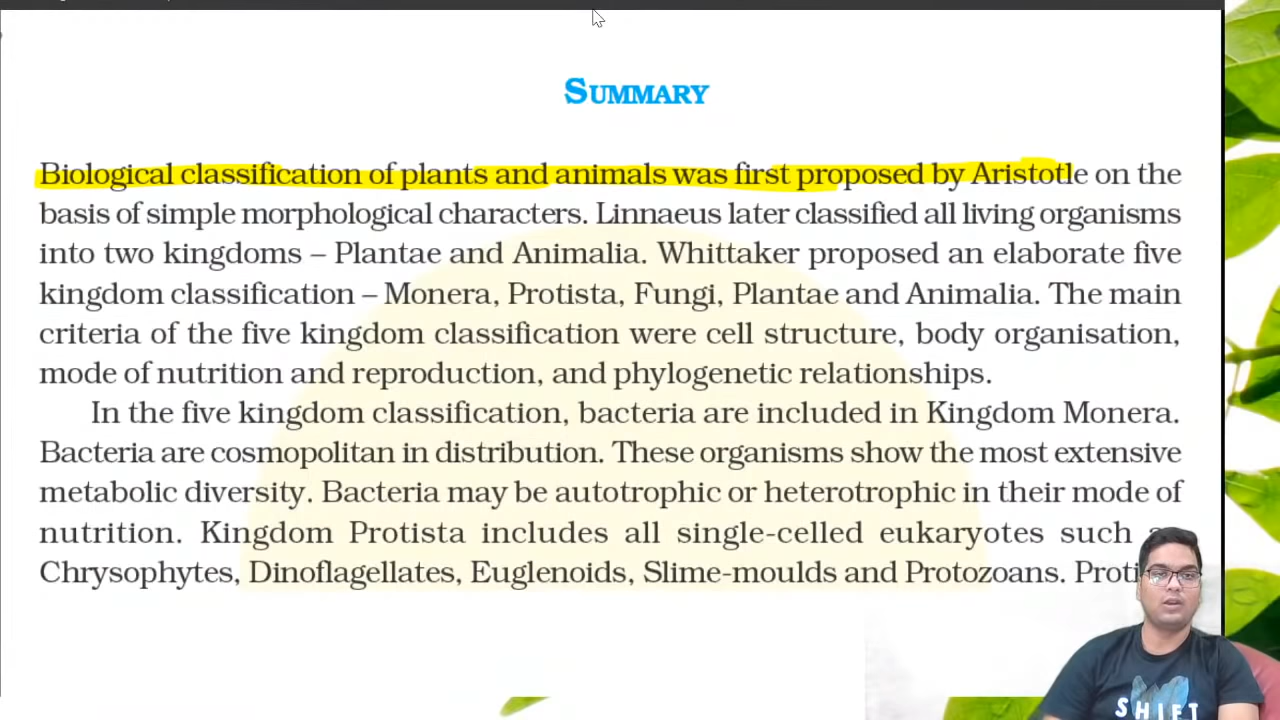 SUMMARY
Biological classification of plants and animals was first proposed by Aristotle on the
basis of simple morphological characters. Linnaeus later classified all living organisms
into two kingdoms – Plantae and Animalia. Whittaker proposed an elaborate five
kingdom classification – Monera, Protista, Fungi, Plantae and Animalia. The main
criteria of the five kingdom classification were cell structure, body organisation,
mode of nutrition and reproduction, and phylogenetic relationships.
In the five kingdom classification, bacteria are included in Kingdom Monera.
Bacteria are cosmopolitan in distribution. These organisms show the most extensive
metabolic diversity. Bacteria may be autotrophic or heterotrophic in their mode of
nutrition. Kingdom Protista includes all single-celled eukaryotes such
Chrysophytes, Dinoflagellates, Euglenoids, Slime-moulds and Protozoans.
SHIFT